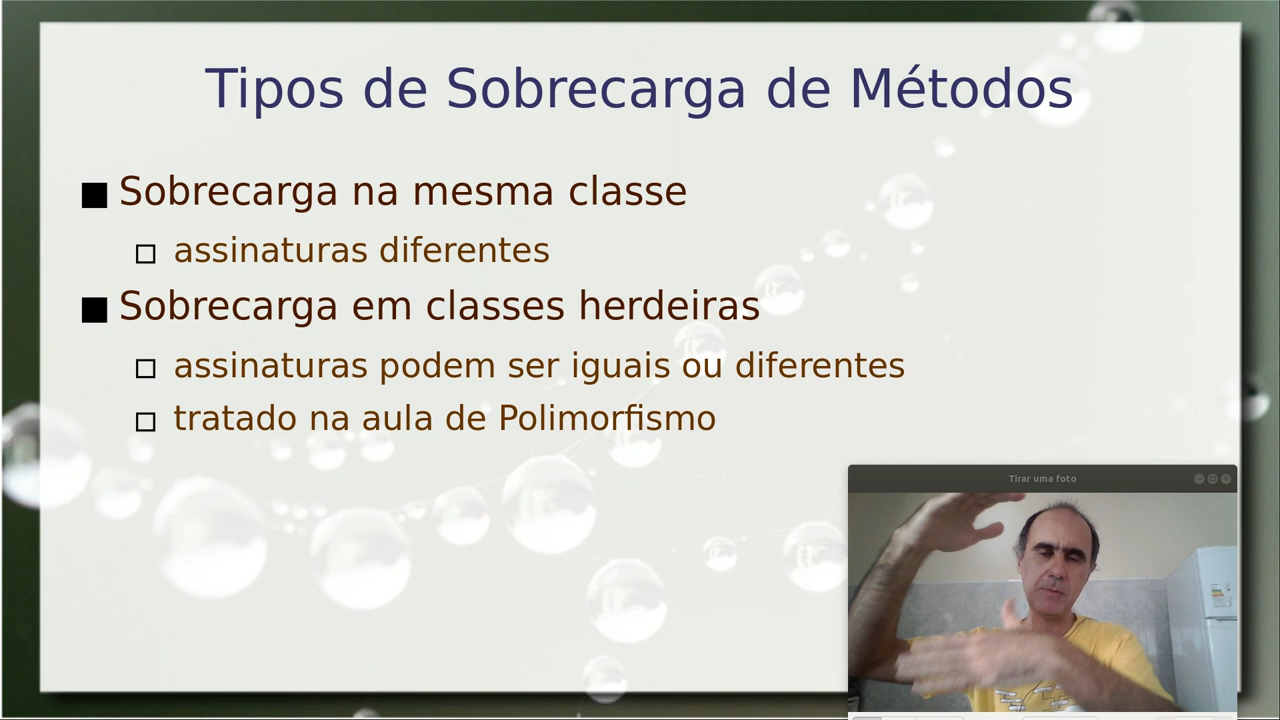 Tipos de Sobrecarga de Métodos
Sobrecarga na mesma classe
assinaturas diferentes
Sobrecarga em classes herdeiras
assinaturas podem ser iguais ou diferentes
tratado na aula de Polimorfismo
Tirar uma foto